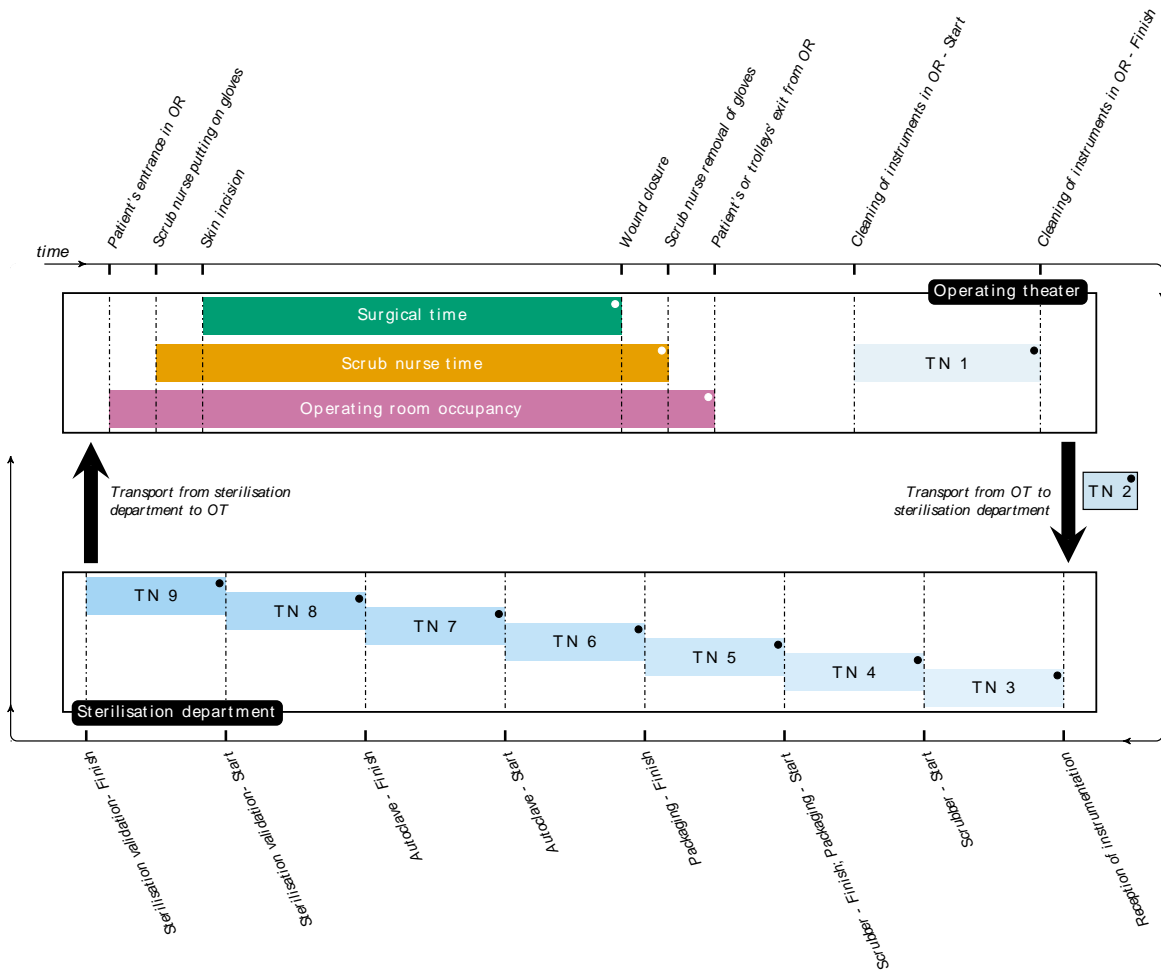 Patient's entrance in OR
Scrub nurse putting on gloves
Skin incision
Wound closure
Scrub nurse removal of gloves
Patient's or trolleys' exit from OR
Cleaning of instruments in OR - Start
Cleaning of instruments in OR - Finish
time
Operating theater
Surgical time
Scrub nurse time
TN 1
Operating room occupancy
Transport from sterilisation
department to OT
Transport from OT to
sterilisation department
TN 2
TN 9
TN 8
TN 7
TN 6
TN 5
TN 4
TN 3
Sterilisation department
Sterilisation validation- Finish
Sterilisation validation- Start
Autoclave - Finish
Autoclave - Start
Packaging - Finish
Scrubber - Finish; Packaging - Start
Scrubber - Start
Reception of instrumentation